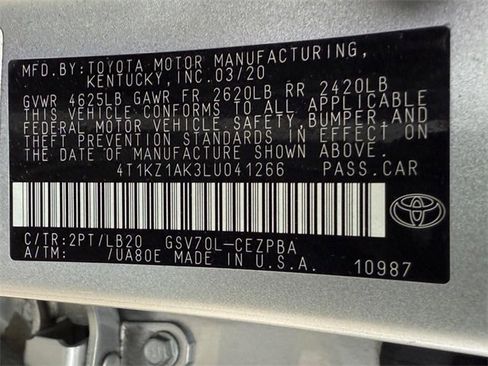 MFD.BY: TOYOTA MOTOR MANUFACTURING,
KENTUCKY, INC. 03/20
GVWR 4625LB GAWR FR 2620LB RR 2420LB
THIS VEHICLE CONFORMS TO ALL APPLICABLE
FEDERAL MOTOR VEHICLE SAFETY, BUMPER, AND
THEFT PREVENTION STANDARDS IN EFFECT ON
THE DATE OF MANUFACTURE SHOWN ABOVE.
4T1KZ1AK3LU041266 PASS.CAR
C/TR:2PT/LB20 GSV70L-CEZPBA
A/TM: /UA80E MADE IN U.S.A.
10987